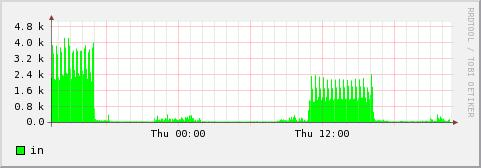 4.8 k
4.0 k
3.2 k
2.4 k
1.6 k
0.8 k
0.0
Thu 00:00 Thu 12:00
in
RRDTOOL / TOBI OETIKER